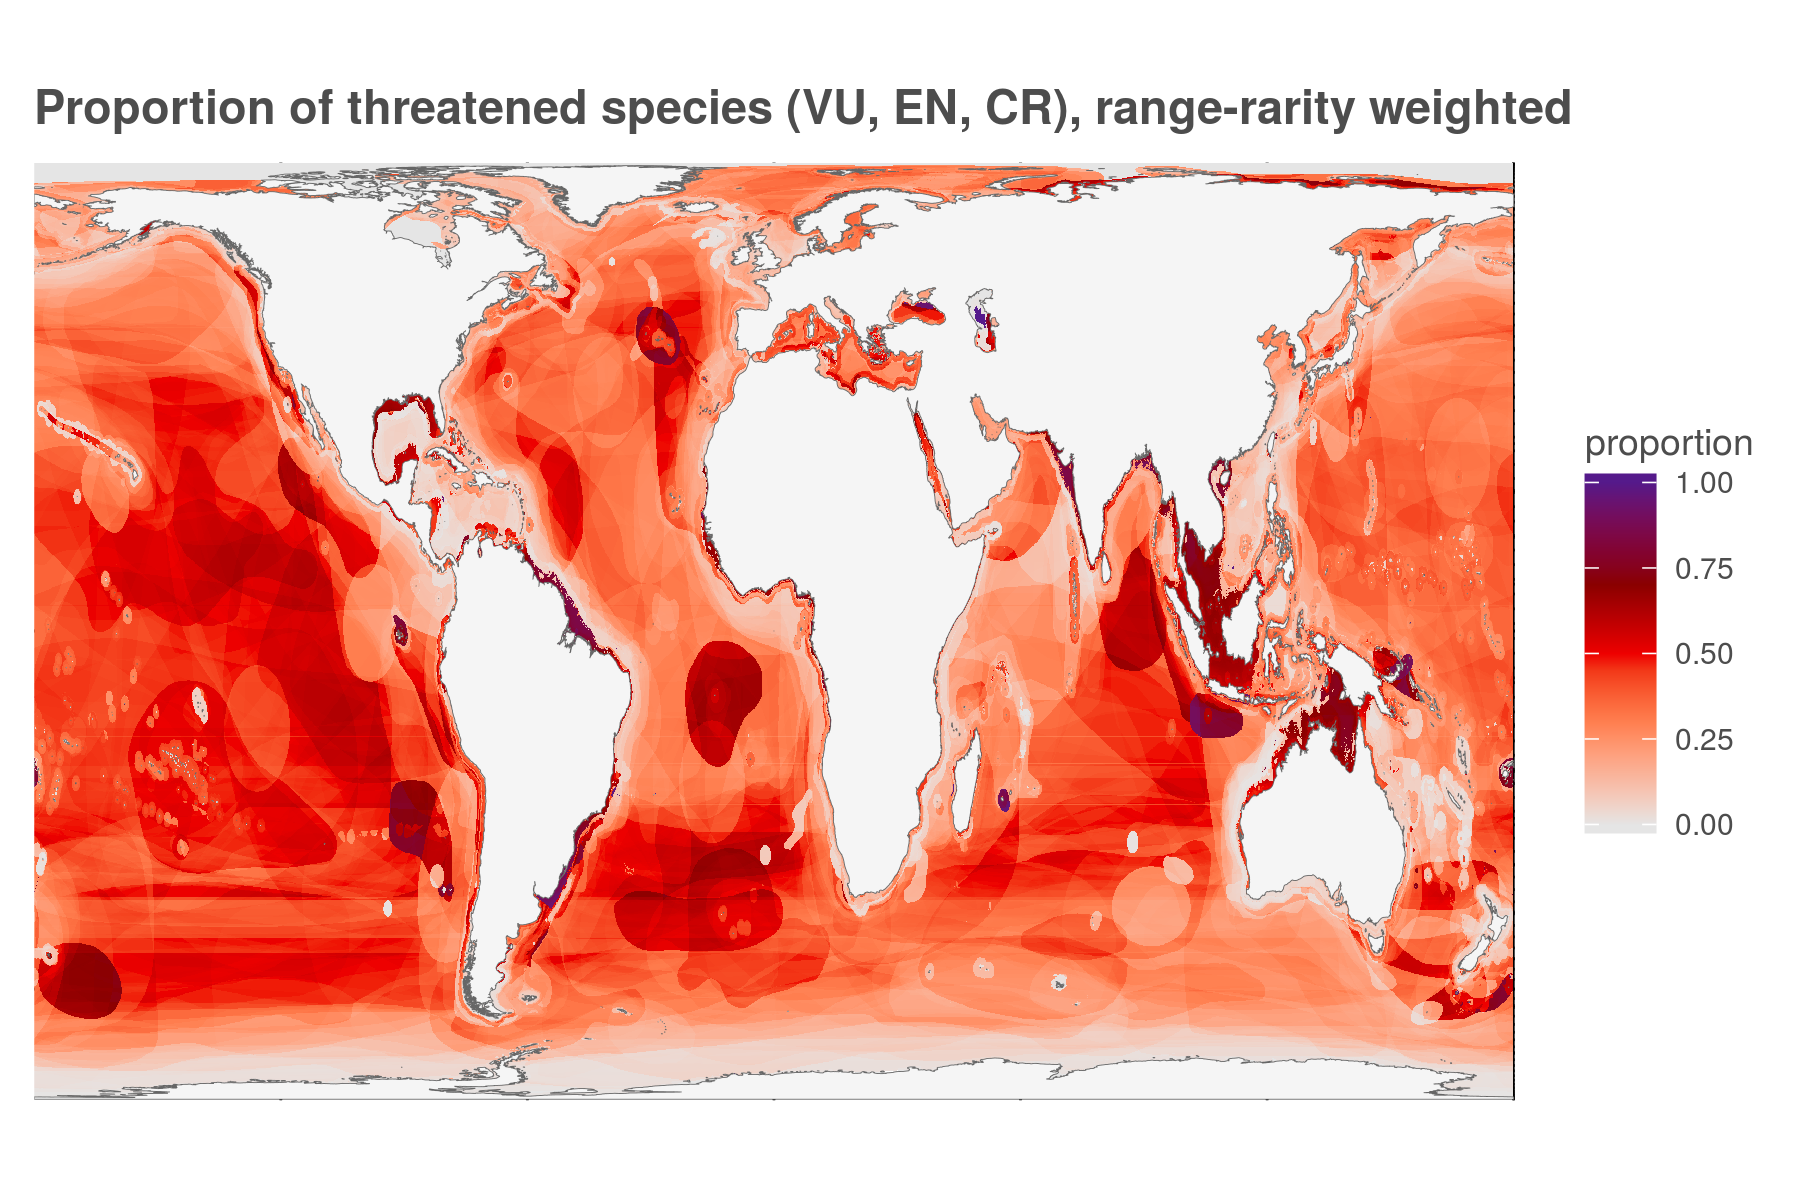 Proportion of threatened species (VU, EN, CR), range-rarity weighted
proportion
1.00
0.75
0.50
0.25
0.00